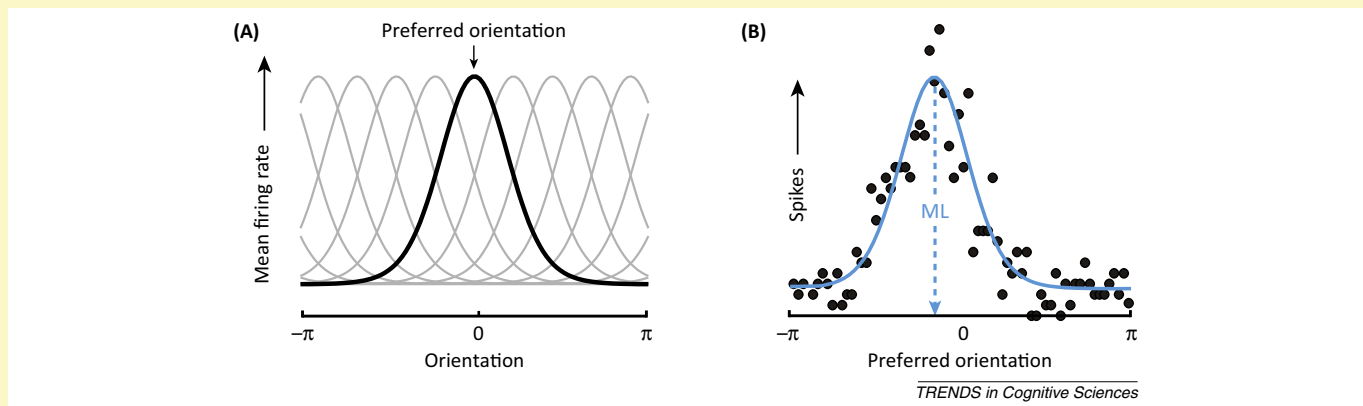 (A)
Preferred orientation
Mean firing rate
–π 0 π
Orientation
(B)
Spikes
ML
–π 0 π
Preferred orientation
TRENDS in Cognitive Sciences